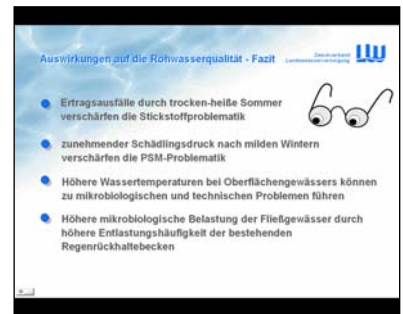 Auswirkungen auf die Rohwasserqualität - Fazit
Zweckverband
Landeswasserversorgung
LW
Ertragsausfälle durch trocken-heiße Sommer
verschärfen die Stickstoffproblematik
zunehmender Schädlingsdruck nach milden Wintern
verschärfen die PSM-Problematik
Höhere Wassertemperaturen bei Oberflächengewässers können
zu mikrobiologischen und technischen Problemen führen
Höhere mikrobiologische Belastung der Fließgewässer durch
höhere Entlastungshäufigkeit der bestehenden
Regenrückhaltebecken